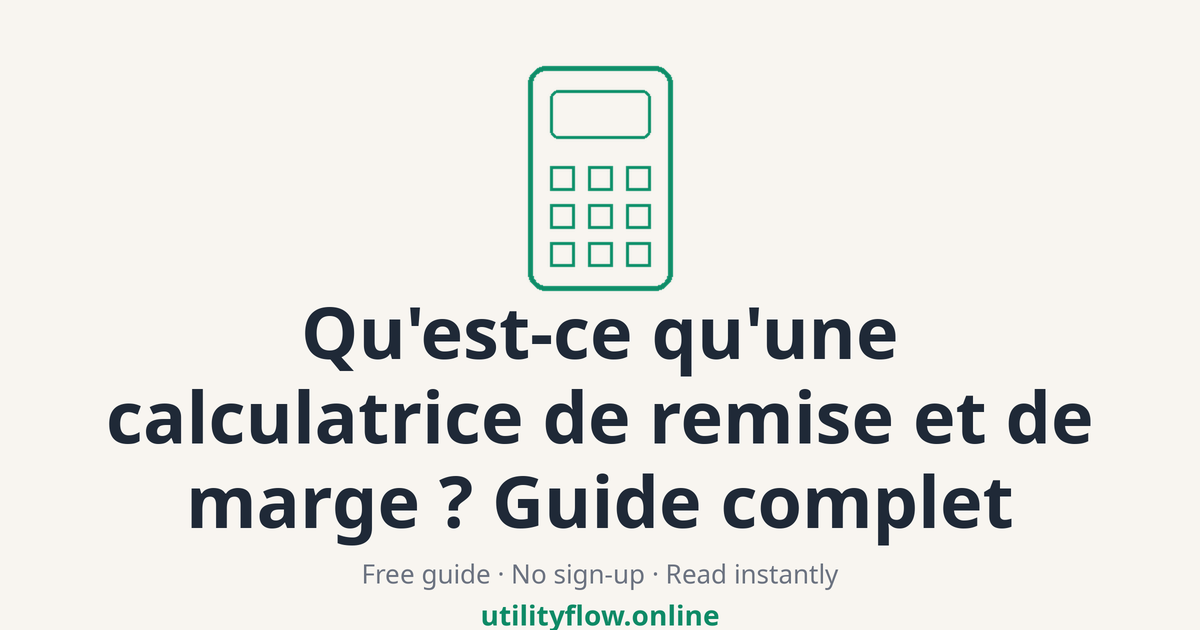 Qu'est-ce qu'une
calculatrice de remise et de
marge ? Guide complet
Free guide · No sign-up · Read instantly
utilityflow.online